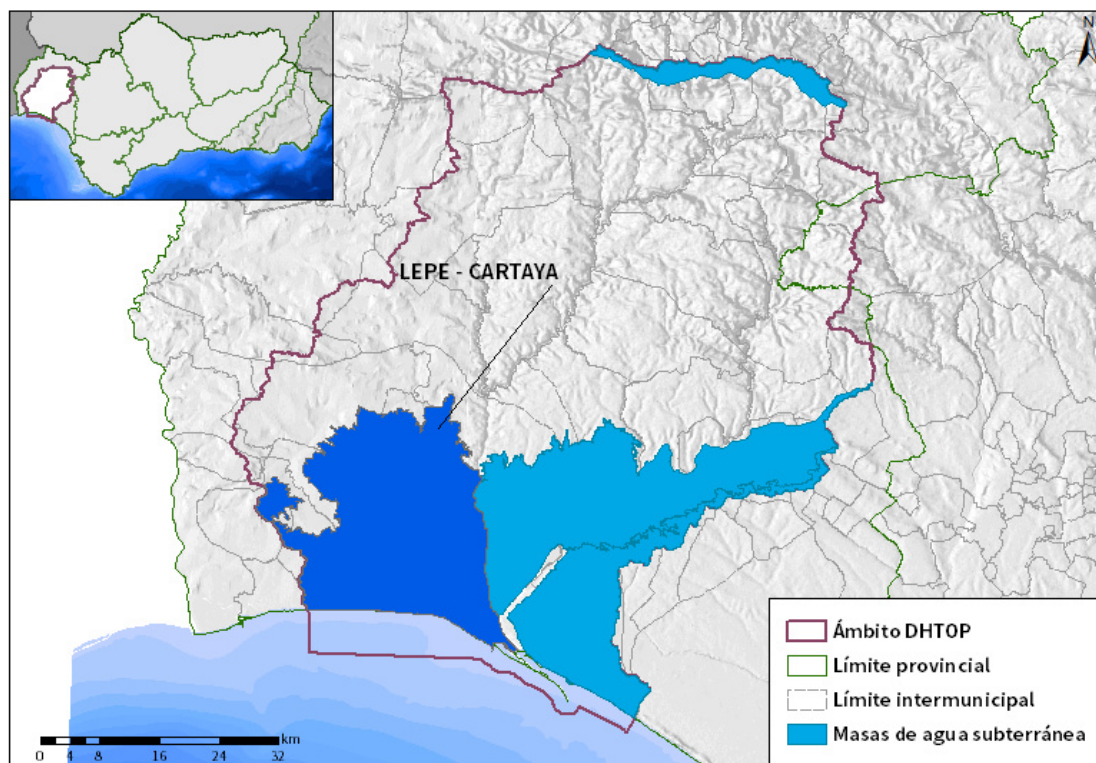 N
LEPE - CARTAYA
Ámbito DHTOP
Límite provincial
Límite intermunicipal
Masas de agua subterránea
km
0 4 8 16 24 32